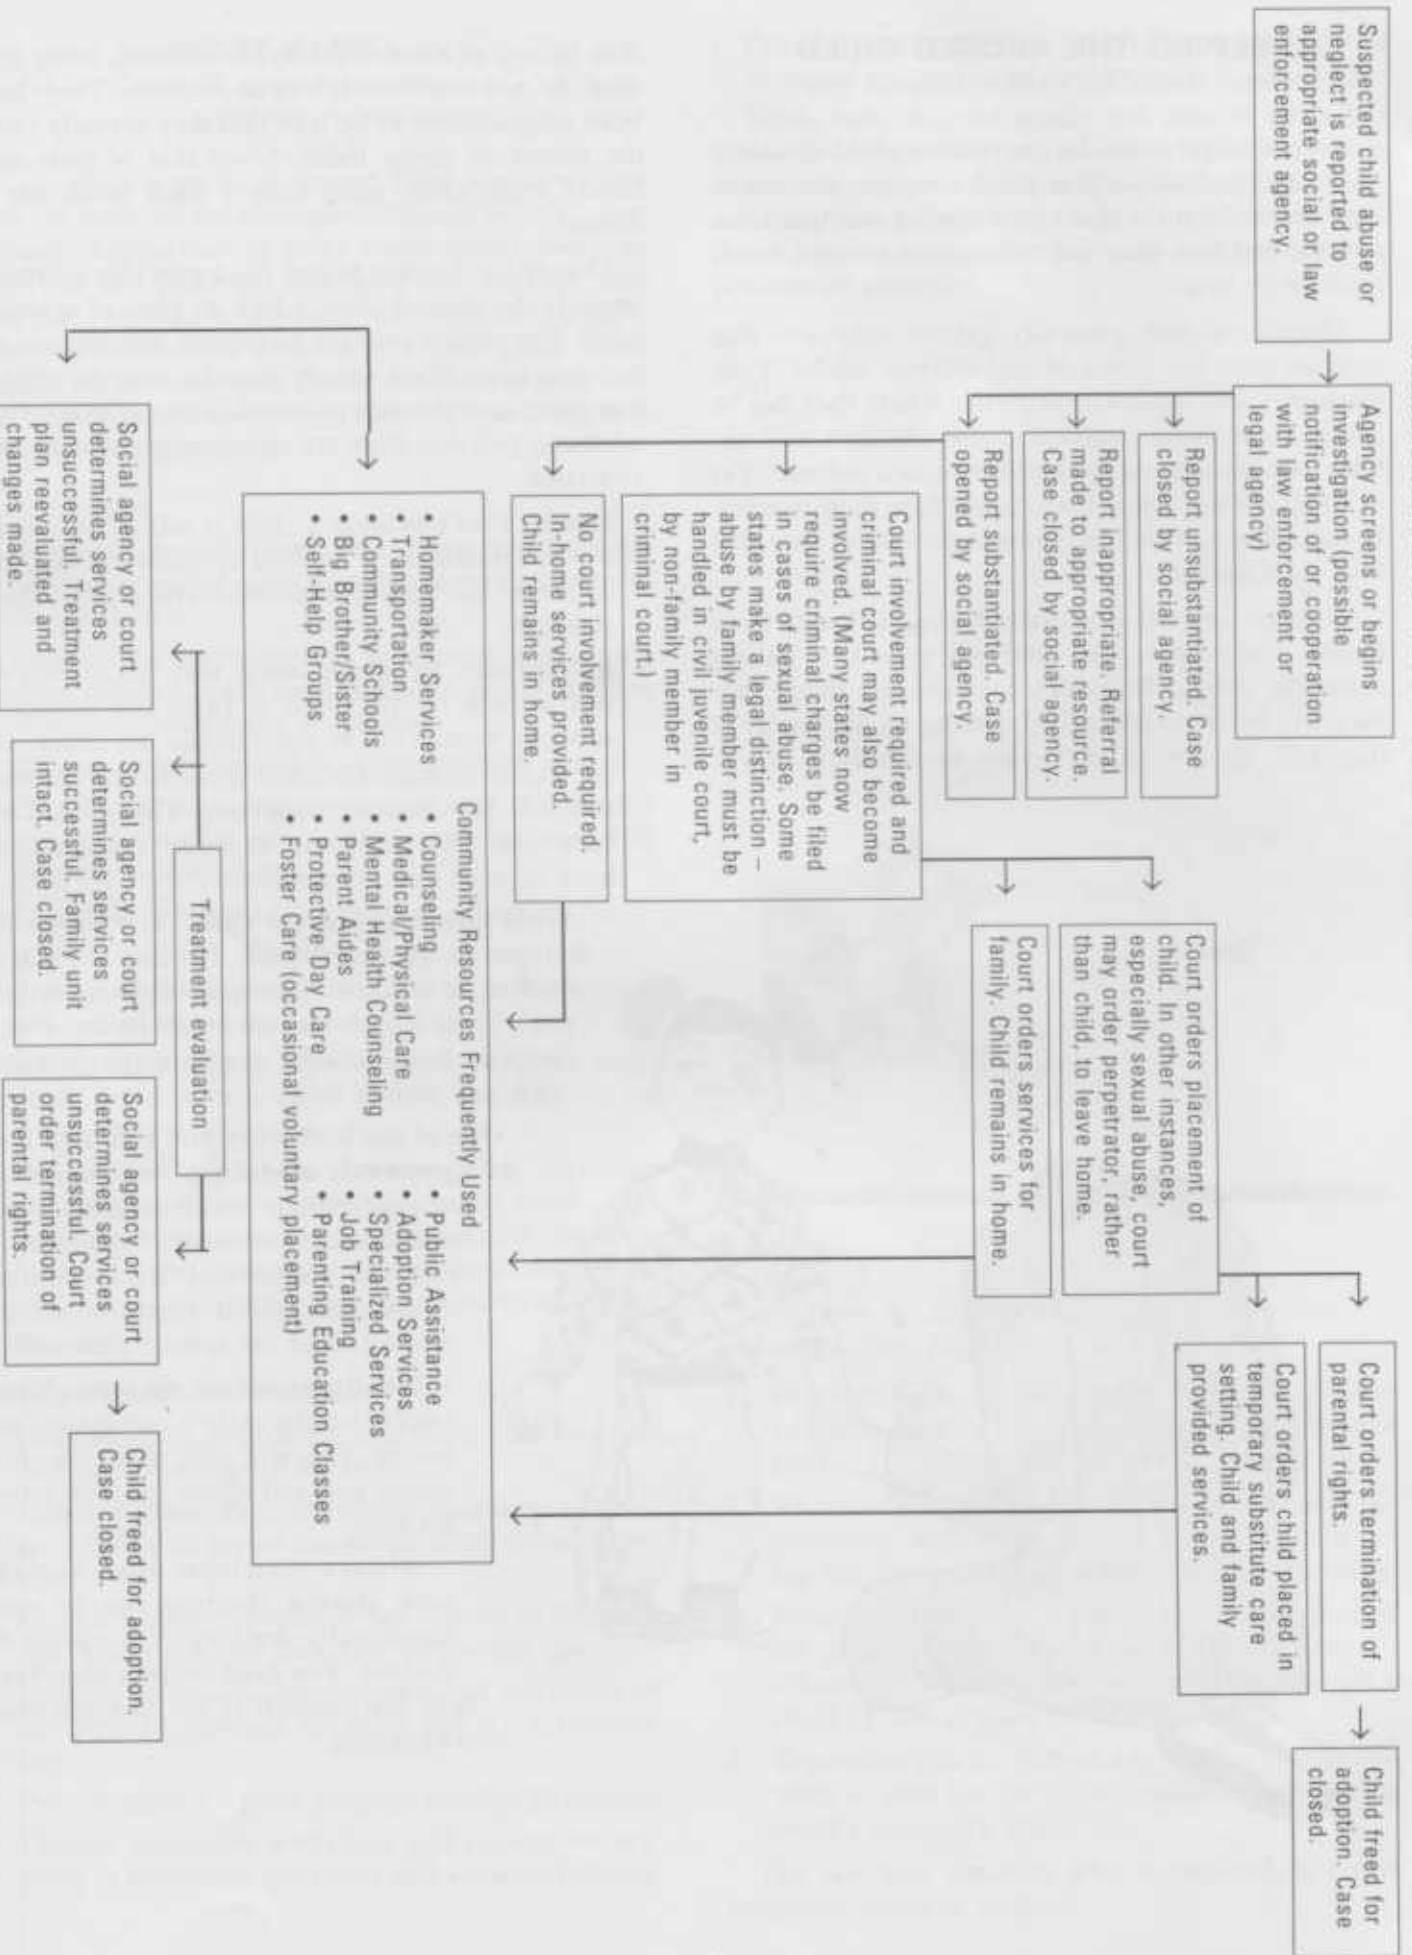 Suspected child abuse or
neglect is reported to
appropriate social or law
enforcement agency.
Agency screens or begins
investigation (possible
notification of or cooperation
with law enforcement or
legal agency)
Report unsubstantiated. Case
closed by social agency.
Report inappropriate. Referral
made to appropriate resource.
Case closed by social agency.
Report substantiated. Case
opened by social agency.
Court involvement required and
criminal court may also become
involved. (Many states now
require criminal charges be filed
in cases of sexual abuse. Some
states make a legal distinction –
abuse by family member must be
handled in civil juvenile court,
by non-family member in
criminal court.)
No court involvement required.
In-home services provided.
Child remains in home.
Court orders placement of
child. In other instances,
especially sexual abuse, court
may order perpetrator, rather
than child, to leave home.
Court orders services for
family. Child remains in home.
Court orders termination of
parental rights.
Court orders child placed in
temporary substitute care
setting. Child and family
provided services.
Child freed for
adoption. Case
closed.
Community Resources Frequently Used
• Homemaker Services
• Transportation
• Community Schools
• Big Brother/Sister
• Self-Help Groups
• Counseling
• Medical/Physical Care
• Mental Health Counseling
• Parent Aides
• Protective Day Care
• Foster Care (occasional voluntary placement)
• Public Assistance
• Adoption Services
• Specialized Services
• Job Training
• Parenting Education Classes
Treatment evaluation
Social agency or court
determines services
unsuccessful. Treatment
plan reevaluated and
changes made.
Social agency or court
determines services
successful. Family unit
intact. Case closed.
Social agency or court
determines services
unsuccessful. Court
order termination of
parental rights.
Child freed for adoption.
Case closed.